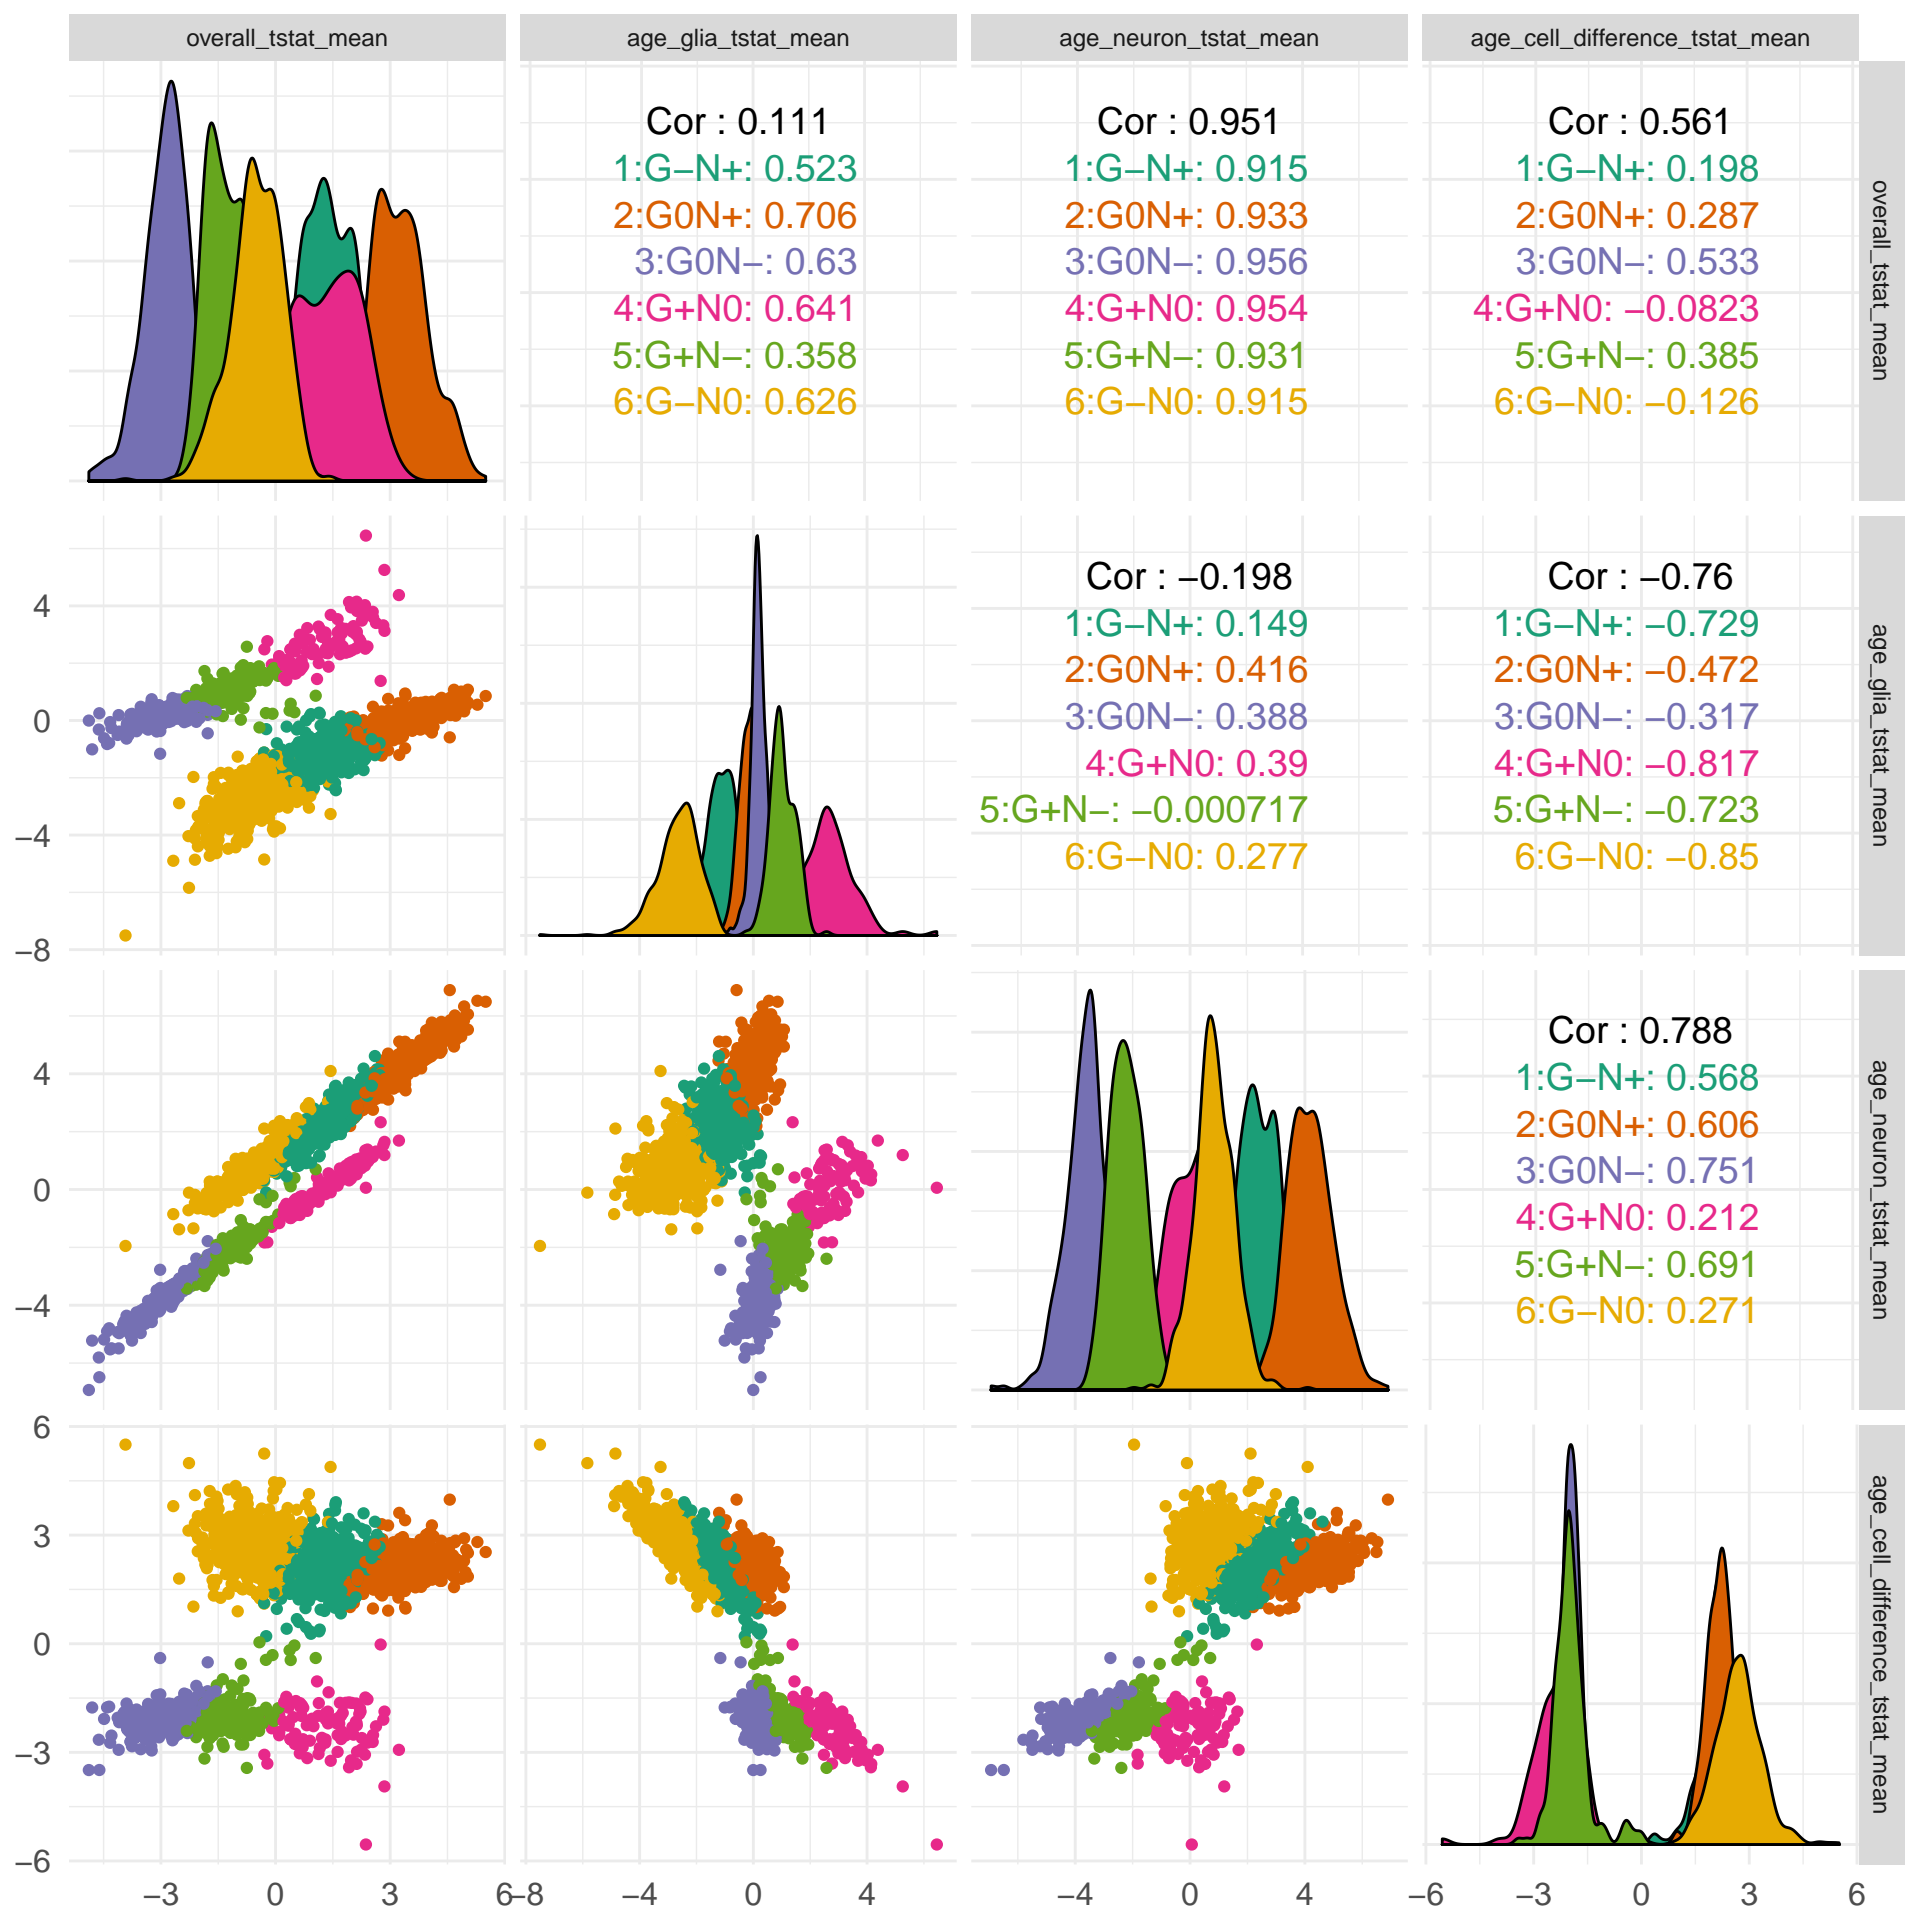 overall_tstat_mean
age_glia_tstat_mean
age_neuron_tstat_mean
age_cell_difference_tstat_mean
Cor : 0.111
1:G−N+: 0.523
2:G0N+: 0.706
3:G0N−: 0.63
4:G+N0: 0.641
5:G+N−: 0.358
6:G−N0: 0.626
Cor : 0.951
1:G−N+: 0.915
2:G0N+: 0.933
3:G0N−: 0.956
4:G+N0: 0.954
5:G+N−: 0.931
6:G−N0: 0.915
Cor : 0.561
1:G−N+: 0.198
2:G0N+: 0.287
3:G0N−: 0.533
4:G+N0: −0.0823
5:G+N−: 0.385
6:G−N0: −0.126
overall_tstat_mean
4
0
−4
−8
Cor : −0.198
1:G−N+: 0.149
2:G0N+: 0.416
3:G0N−: 0.388
4:G+N0: 0.39
5:G+N−: −0.000717
6:G−N0: 0.277
Cor : −0.76
1:G−N+: −0.729
2:G0N+: −0.472
3:G0N−: −0.317
4:G+N0: −0.817
5:G+N−: −0.723
6:G−N0: −0.85
age_glia_tstat_mean
4
0
−4
Cor : 0.788
1:G−N+: 0.568
2:G0N+: 0.606
3:G0N−: 0.751
4:G+N0: 0.212
5:G+N−: 0.691
6:G−N0: 0.271
age_neuron_tstat_mean
6
3
0
−3
−6
age_cell_difference_tstat_mean
−3 0 3 6
−8 −4 0 4
−4 0 4
−6 −3 0 3 6